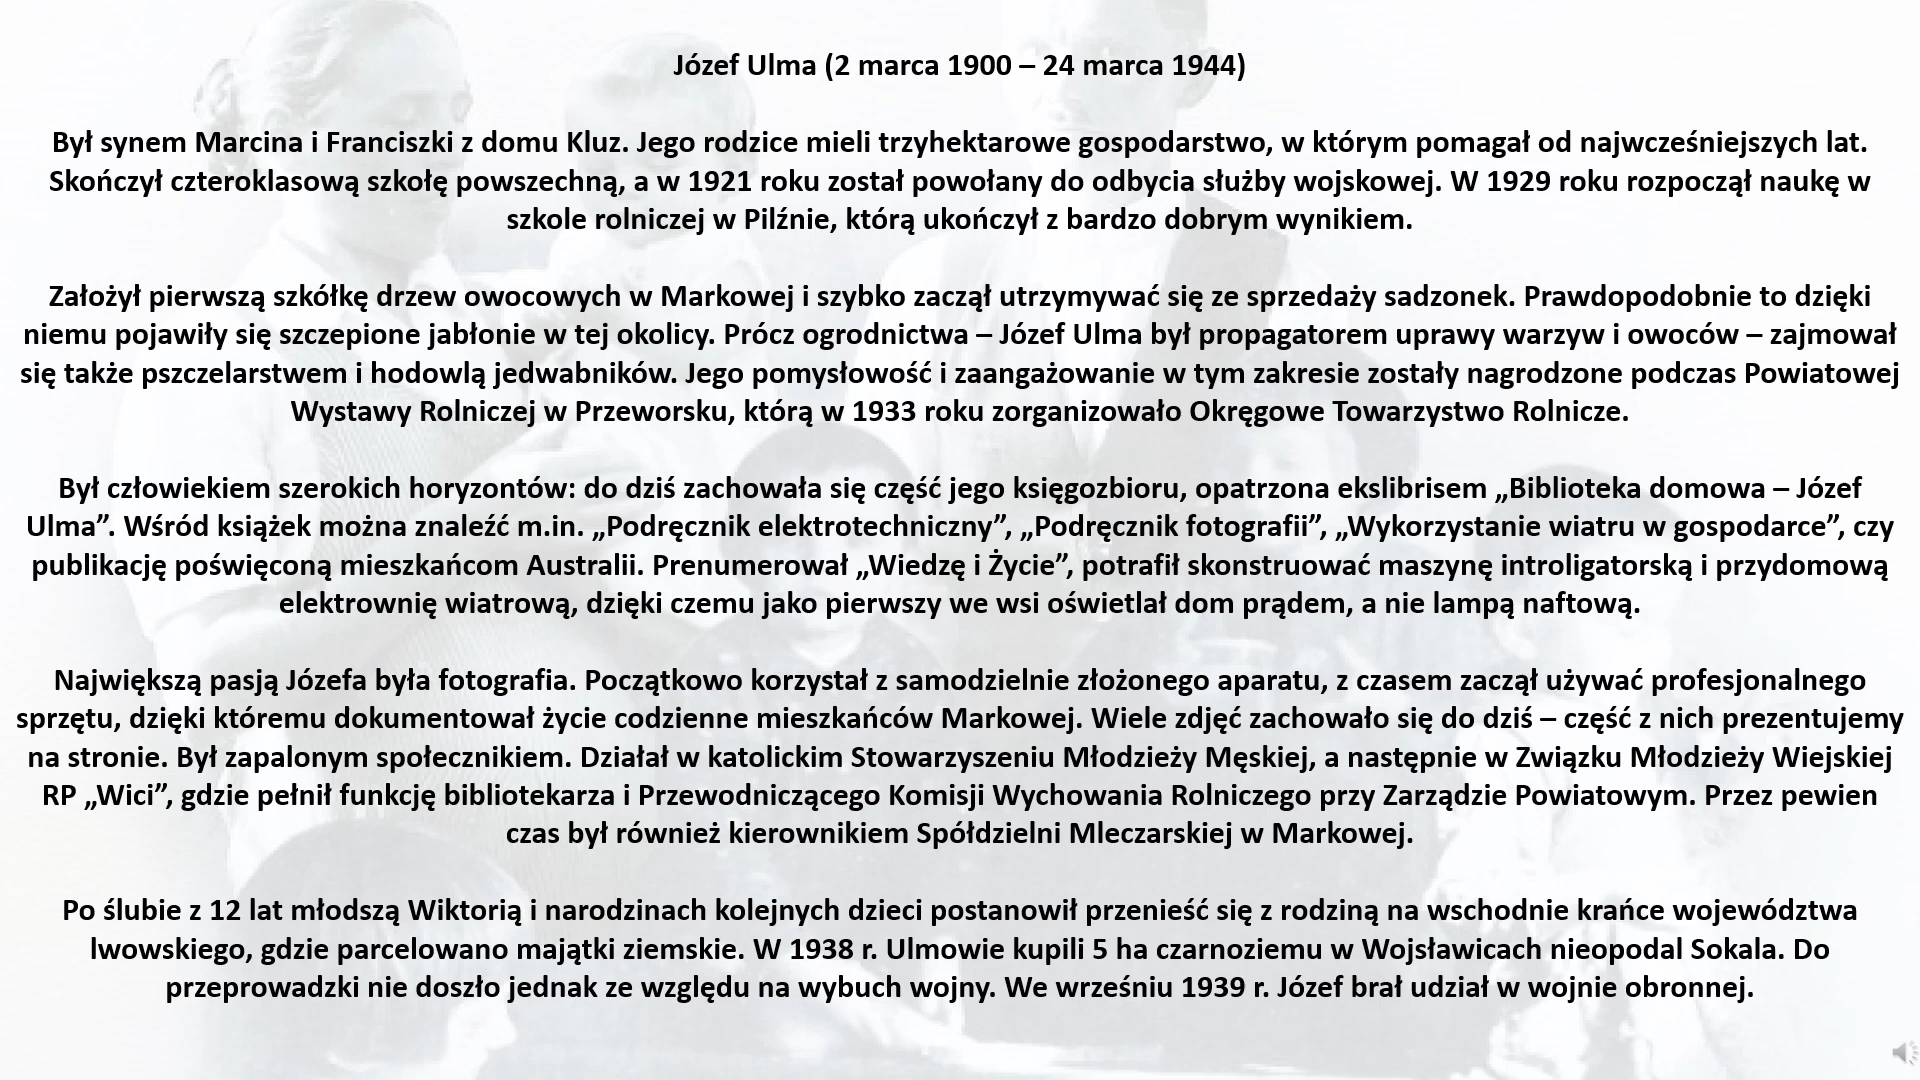 Józef Ulma (2 marca 1900 – 24 marca 1944)
Był synem Marcina i Franciszki z domu Kluz. Jego rodzice mieli trzyhektarowe gospodarstwo, w którym pomagał od najwcześniejszych lat.
Skończył czteroklasową szkołę powszechną, a w 1921 roku został powołany do odbycia służby wojskowej. W 1929 roku rozpoczął naukę w
szkole rolniczej w Pilźnie, którą ukończył z bardzo dobrym wynikiem.
Założył pierwszą szkółkę drzew owocowych w Markowej i szybko zaczął utrzymywać się ze sprzedaży sadzonek. Prawdopodobnie to dzięki
niemu pojawiły się szczepione jabłonie w tej okolicy. Prócz ogrodnictwa – Józef Ulma był propagatorem uprawy warzyw i owoców – zajmował
się także pszczelarstwem i hodowlą jedwabników. Jego pomysłowość i zaangażowanie w tym zakresie zostały nagrodzone podczas Powiatowej
Wystawy Rolniczej w Przeworsku, którą w 1933 roku zorganizowało Okręgowe Towarzystwo Rolnicze.
Był człowiekiem szerokich horyzontów: do dziś zachowała się część jego księgozbioru, opatrzona ekslibrisem „Biblioteka domowa – Józef
Ulma”. Wśród książek można znaleźć m.in. „Podręcznik elektrotechniczny”, „Podręcznik fotografii”, „Wykorzystanie wiatru w gospodarce”, czy
publikację poświęconą mieszkańcom Australii. Prenumerował „Wiedzę i Życie”, potrafił skonstruować maszynę introligatorską i przydomową
elektrownię wiatrową, dzięki czemu jako pierwszy we wsi oświetlał dom prądem, a nie lampą naftową.
Największą pasją Józefa była fotografia. Początkowo korzystał z samodzielnie złożonego aparatu, z czasem zaczął używać profesjonalnego
sprzętu, dzięki któremu dokumentował życie codzienne mieszkańców Markowej. Wiele zdjęć zachowało się do dziś – część z nich prezentujemy
na stronie. Był zapalonym społecznikiem. Działał w katolickim Stowarzyszeniu Młodzieży Męskiej, a następnie w Związku Młodzieży Wiejskiej
RP „Wici”, gdzie pełnił funkcję bibliotekarza i Przewodniczącego Komisji Wychowania Rolniczego przy Zarządzie Powiatowym. Przez pewien
czas był również kierownikiem Spółdzielni Mleczarskiej w Markowej.
Po ślubie z 12 lat młodszą Wiktorią i narodzinach kolejnych dzieci postanowił przenieść się z rodziną na wschodnie krańce województwa
lwowskiego, gdzie parcelowano majątki ziemskie. W 1938 r. Ulmowie kupili 5 ha czarnoziemu w Wojsławicach nieopodal Sokala. Do
przeprowadzki nie doszło jednak ze względu na wybuch wojny. We wrześniu 1939 r. Józef brał udział w wojnie obronnej.